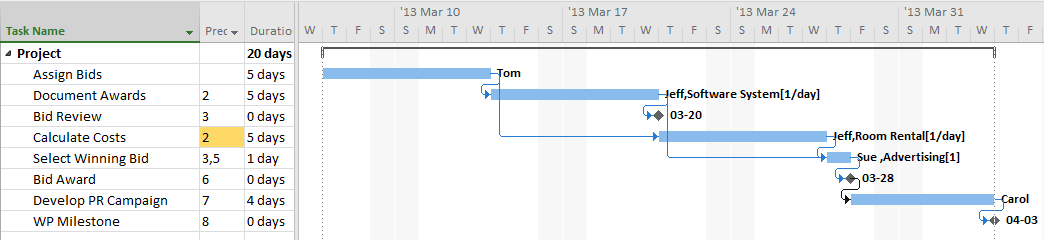 '13 Mar 10 '13 Mar 17 '13 Mar 24 '13 Mar 31
Task Name Prec Duratio W T F S S M T W T F S S M T W T F S S M T W T F S S M T W T F
Project 20 days
Assign Bids 5 days Tom
Document Awards 2 5 days Jeff,Software System[1/day]
Bid Review 3 0 days 03-20
Calculate Costs 2 5 days Jeff,Room Rental[1/day]
Select Winning Bid 3,5 1 day Sue ,Advertising[1]
Bid Award 6 0 days 03-28
Develop PR Campaign 7 4 days Carol
WP Milestone 8 0 days 04-03